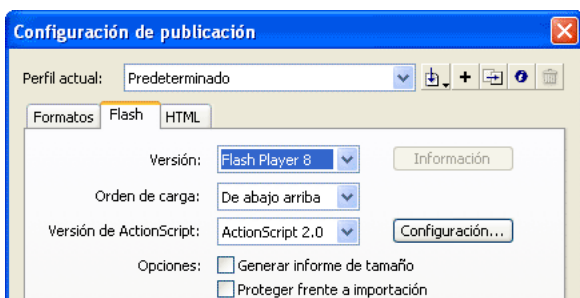 Configuración de publicación
Perfil actual: Predeterminado
Formatos Flash HTML
Versión: Flash Player 8 Información
Orden de carga: De abajo arriba
Versión de ActionScript: ActionScript 2.0 Configuración...
Opciones: Generar informe de tamaño
Proteger frente a importación